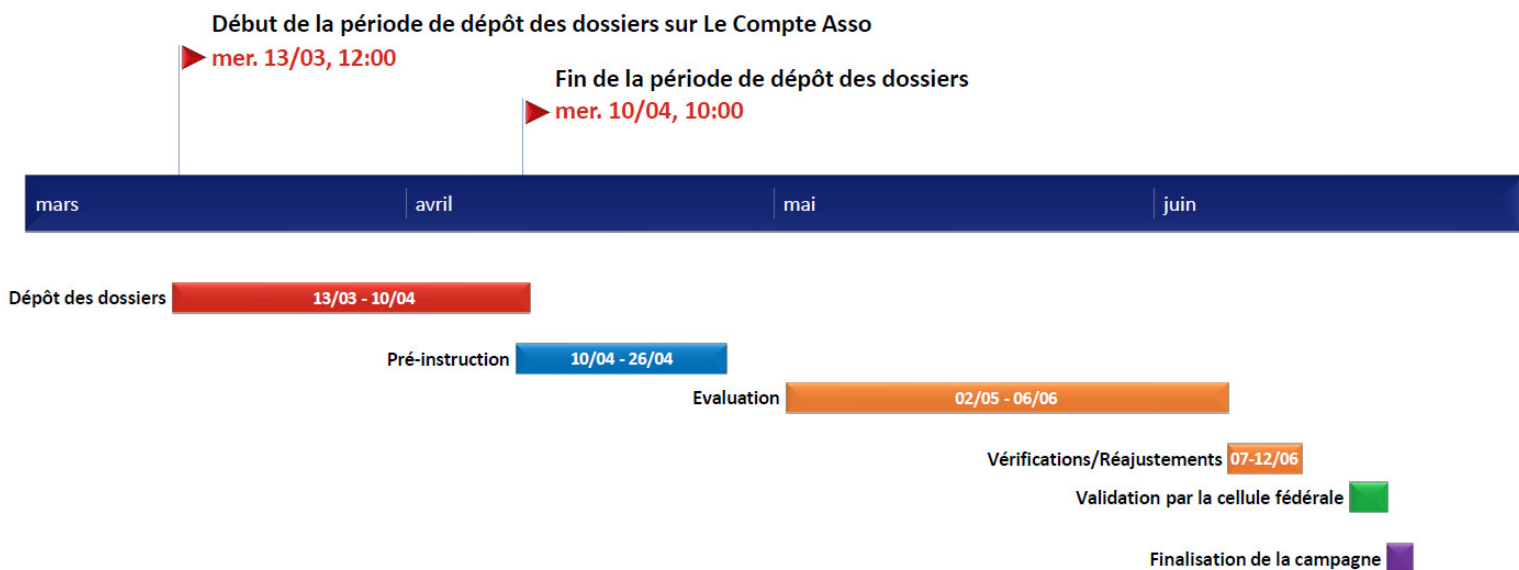 Début de la période de dépôt des dossiers sur Le Compte Asso
mer. 13/03, 12:00
Fin de la période de dépôt des dossiers
mer. 10/04, 10:00
mars avril mai juin
Dépôt des dossiers 13/03 - 10/04
Pré-instruction 10/04 - 26/04
Evaluation 02/05 - 06/06
Vérifications/Réajustements 07-12/06
Validation par la cellule fédérale
Finalisation de la campagne